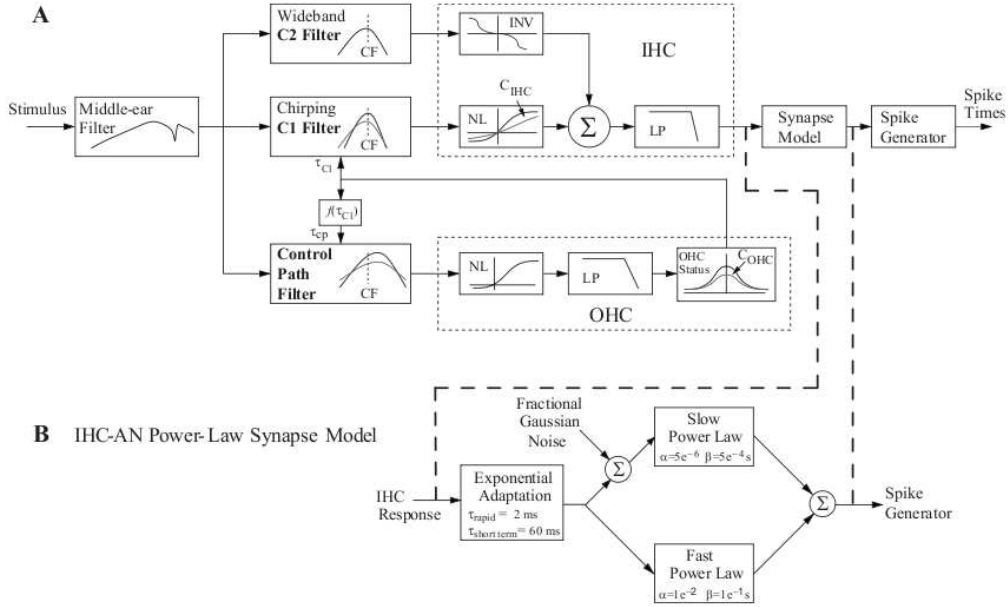 A
Wideband
C2 Filter
CF
INV
IHC
Stimulus
Middle-ear
Filter
Chirping
C1 Filter
CF
C_IHC
NL
Σ
LP
Synapse
Model
Spike
Generator
Spike
Times
τ_C1
f(τ_C1)
τ_cp
Control
Path
Filter
CF
NL
LP
OHC
Status
C_OHC
OHC
B IHC-AN Power-Law Synapse Model
Fractional
Gaussian
Noise
Σ
Slow
Power Law
α=5e⁻⁶ β=5e⁻⁴s
IHC
Response
Exponential
Adaptation
τ_rapid = 2 ms
τ_short term = 60 ms
Σ
Spike
Generator
Fast
Power Law
α=1e⁻² β=1e⁻¹s